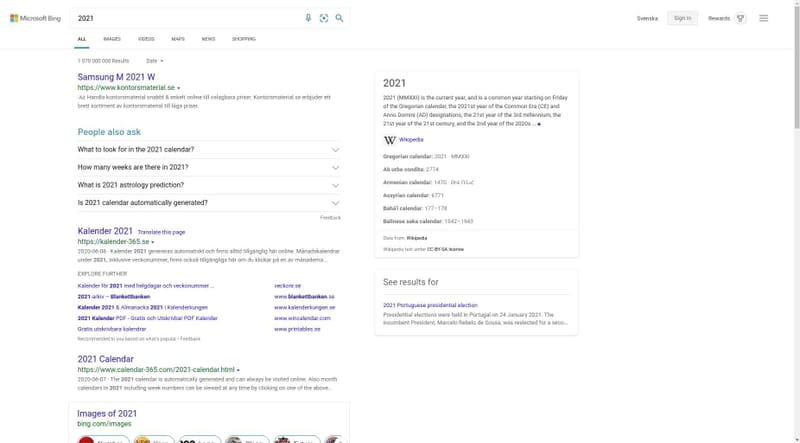 Microsoft Bing
2021
Svenska
Sign in
Rewards
ALL
IMAGES
VIDEOS
MAPS
NEWS
SHOPPING
1 070 000 000 Results
Date
Samsung M 2021 W
https://www.kontorsmaterial.se
Ad Handla kontorsmaterial snabbt & enkelt online till oslagbara priser. Kontorsmaterial.se erbjuder ett
brett sortiment av kontorsmaterial till låga priser.
People also ask
What to look for in the 2021 calendar?
How many weeks are there in 2021?
What is 2021 astrology prediction?
Is 2021 calendar automatically generated?
Feedback
Kalender 2021 Translate this page
https://kalender-365.se
2020-06-06 · Kalender 2021 genereras automatiskt och finns alltid tillgänglig här online. Månadskalendrar
under 2021, inklusive veckonummer, finns också tillgängliga här om du klickar på en av månaderna...
EXPLORE FURTHER
Kalender för 2021 med helgdagar och veckonummer ... veckonr.se
2021-arkiv – Blankettbanken www.blankettbanken.se
Kalender 2021 & Almanacka 2021 i Kalenderkungen www.kalenderkungen.se
2021 Kalender PDF - Gratis och Utskrivbar PDF Kalender www.wincalendar.com
Gratis utskrivbara kalendrar www.printables.se
Recommended to you based on what's popular • Feedback
2021 Calendar
https://www.calendar-365.com/2021-calendar.html
2020-06-07 · The 2021 calendar is automatically generated and can always be visited online. Also month
calendars in 2021 including week numbers can be viewed at any time by clicking on one of the above...
Images of 2021
bing.com/images
2021
2021 (MMXXI) is the current year, and is a common year starting on Friday
of the Gregorian calendar, the 2021st year of the Common Era (CE) and
Anno Domini (AD) designations, the 21st year of the 3rd millennium, the
21st year of the 21st century, and the 2nd year of the 2020s ...
W Wikipedia
Gregorian calendar: 2021 · MMXXI
Ab urbe condita: 2774
Armenian calendar: 1470
Assyrian calendar: 6771
Bahá'í calendar: 177–178
Balinese saka calendar: 1942–1943
Data from: Wikipedia
Wikipedia text under CC-BY-SA license
See results for
2021 Portuguese presidential election
Presidential elections were held in Portugal on 24 January 2021. The
incumbent President, Marcelo Rebelo de Sousa, was reelected for a seco...